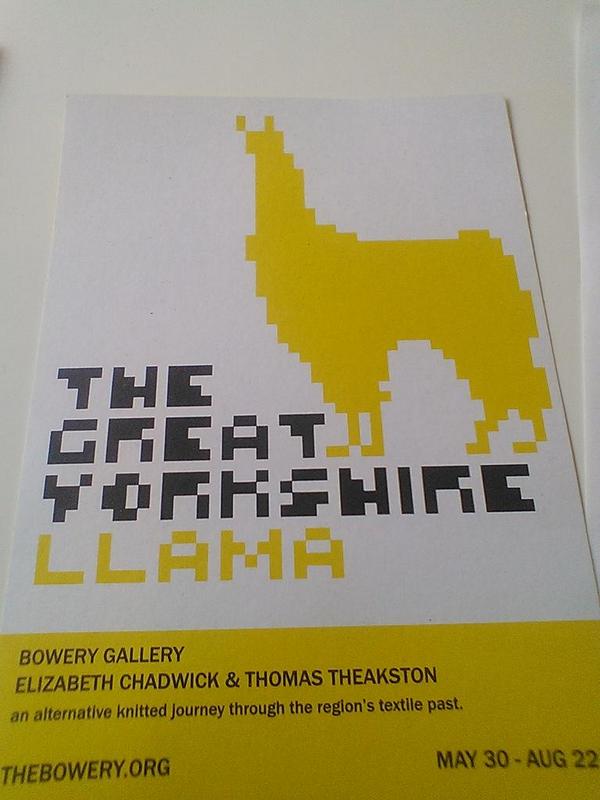 THE
GREAT
YORKSHIRE
LLAMA
BOWERY GALLERY
ELIZABETH CHADWICK & THOMAS THEAKSTON
an alternative knitted journey through the region's textile past.
THEBOWERY.ORG
MAY 30 - AUG 22